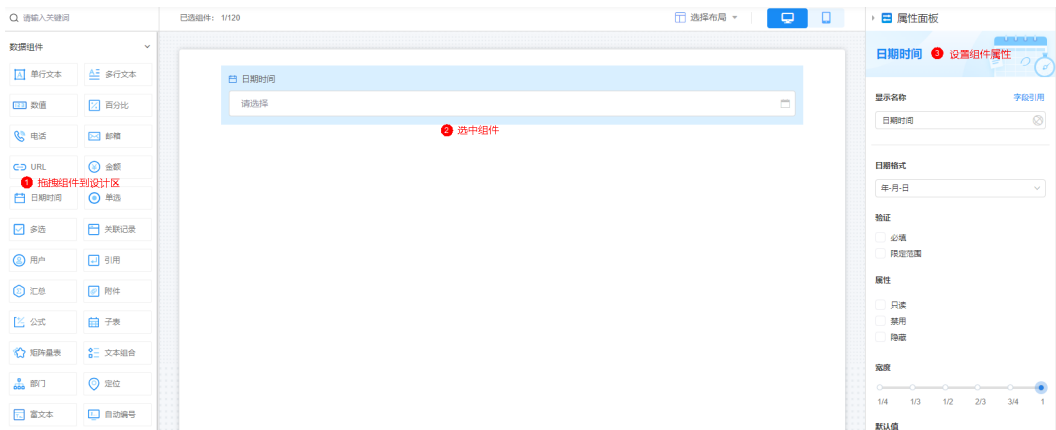 请输入关键词
已选组件: 1/120
选择布局
属性面板
数据组件
单行文本
多行文本
数值
百分比
电话
邮箱
URL
金额
1 拖拽组件到设计区
日期时间
单选
多选
关联记录
用户
引用
汇总
附件
公式
子表
矩阵量表
文本组合
部门
定位
富文本
自动编号
日期时间
请选择
2 选中组件
日期时间
3 设置组件属性
显示名称
字段引用
日期时间
日期格式
年-月-日
验证
必填
限定范围
属性
只读
禁用
隐藏
宽度
1/4 1/3 1/2 2/3 3/4 1
默认值